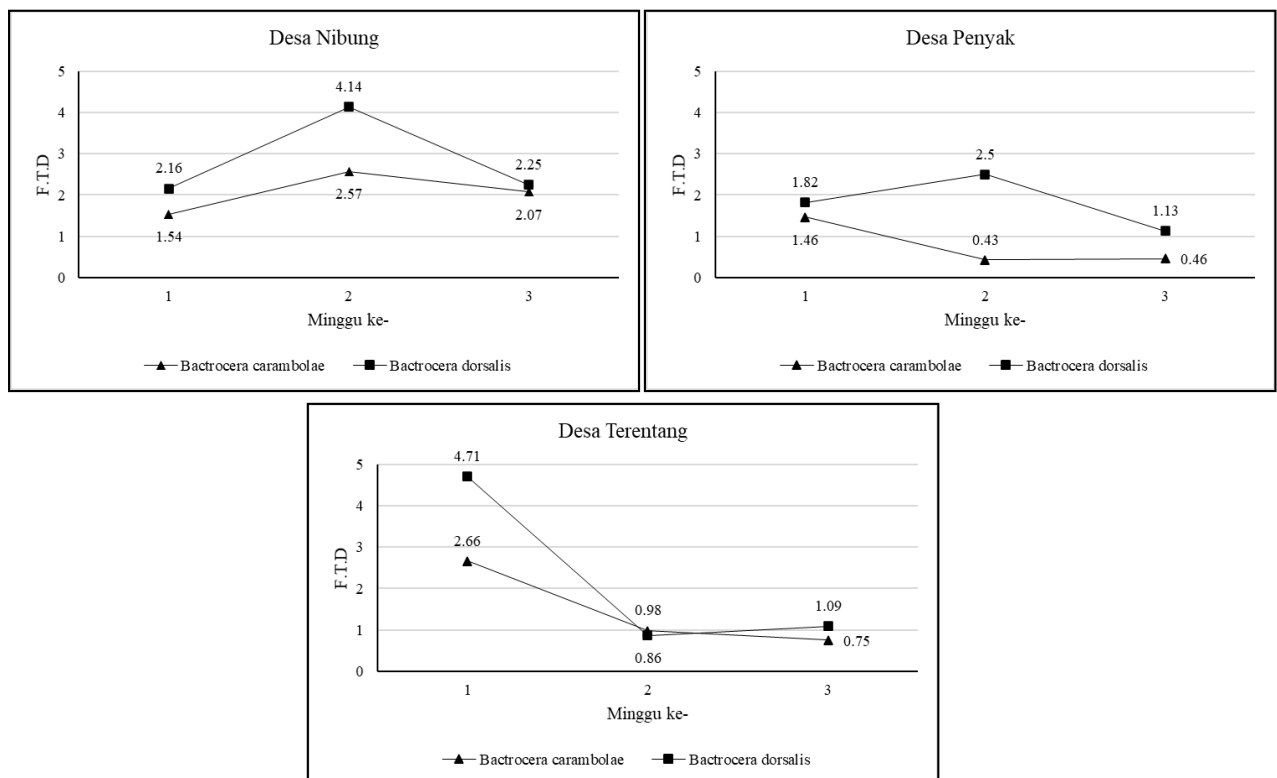 Desa Nibung
F.T.D
5
4
3
2
1
0
2.16
4.14
2.25
1.54
2.57
2.07
1 2 3
Minggu ke-
Bactrocera carambolae Bactrocera dorsalis
Desa Penyak
F.T.D
5
4
3
2
1
0
1.82
2.5
1.13
1.46
0.43
0.46
1 2 3
Minggu ke-
Bactrocera carambolae Bactrocera dorsalis
Desa Terentang
F.T.D
5
4
3
2
1
0
4.71
2.66
0.98
0.86
1.09
0.75
1 2 3
Minggu ke-
Bactrocera carambolae Bactrocera dorsalis